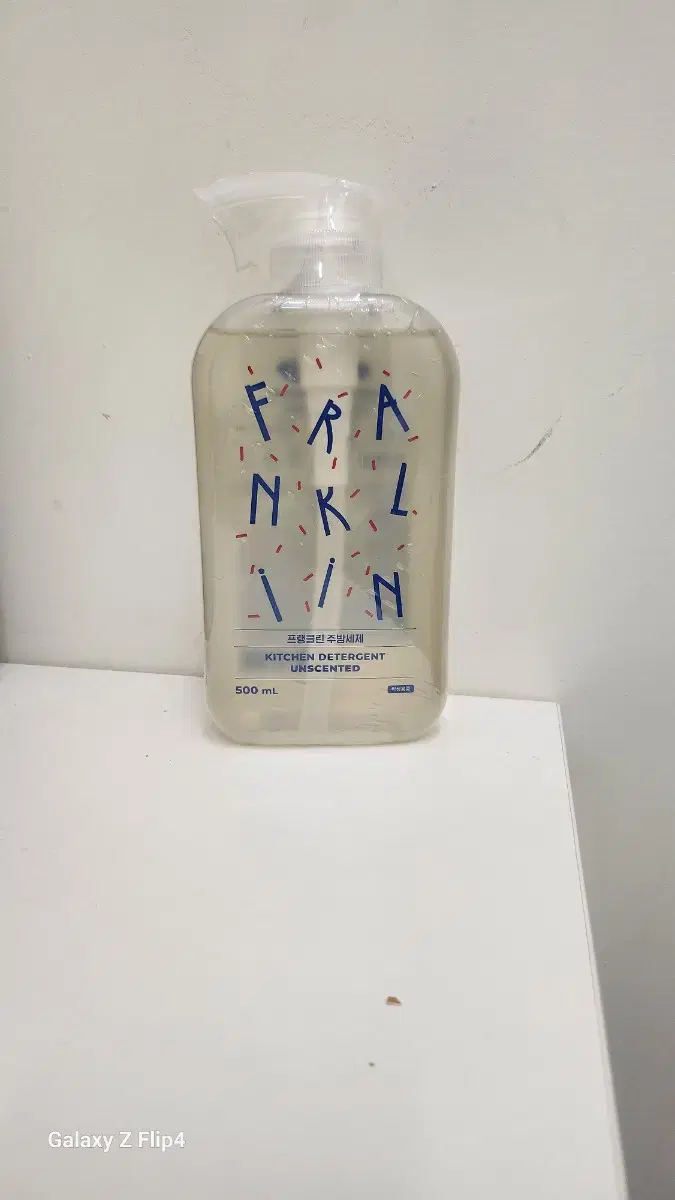 FRA
NKL
iiN
프랭클린 주방세제
KITCHEN DETERGENT
UNSCENTED
500 mL
Galaxy Z Flip4